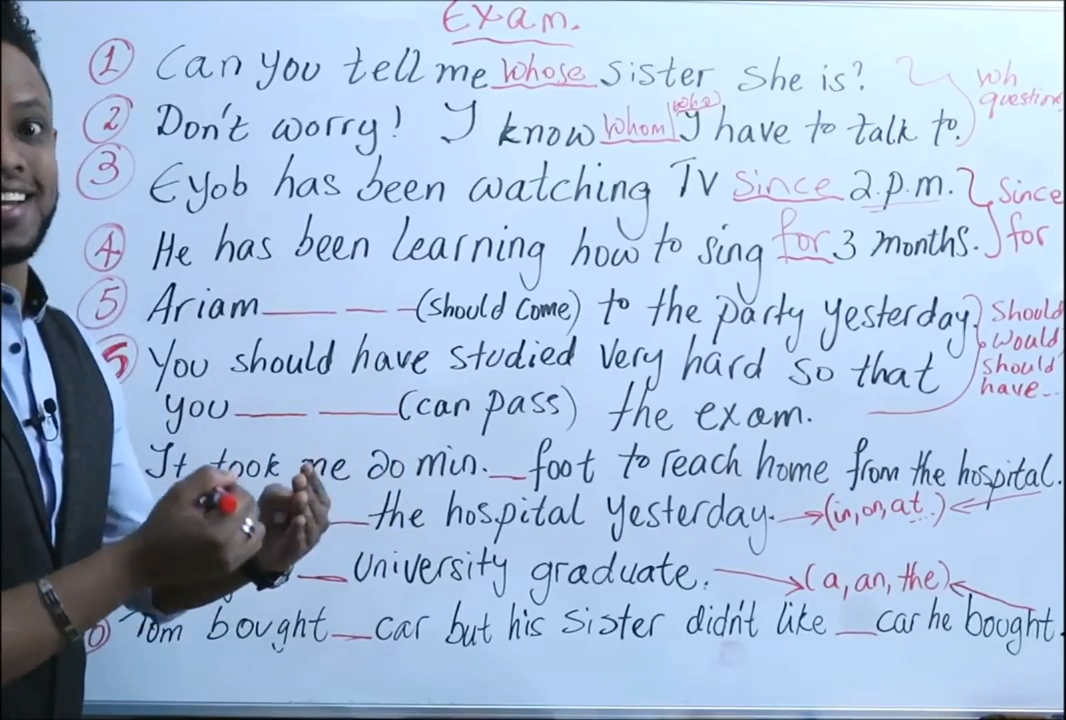 Exam.
① Can you tell me whose sister she is? wh question
② Don't worry! I know whom/(who) I have to talk to.
③ Eyob has been watching TV since 2 p.m. since
④ He has been learning how to sing for 3 months. for
⑤ Ariam ___ __ (should come) to the party yesterday. should
5 You should have studied very hard so that would should
you ___ ___ (can pass) the exam. have...
It took me 20 min. __ foot to reach home from the hospital.
__ the hospital yesterday. → (in, on, at...)
__ University graduate. → (a, an, the)
0 Tom bought __ car but his sister didn't like __ car he bought.